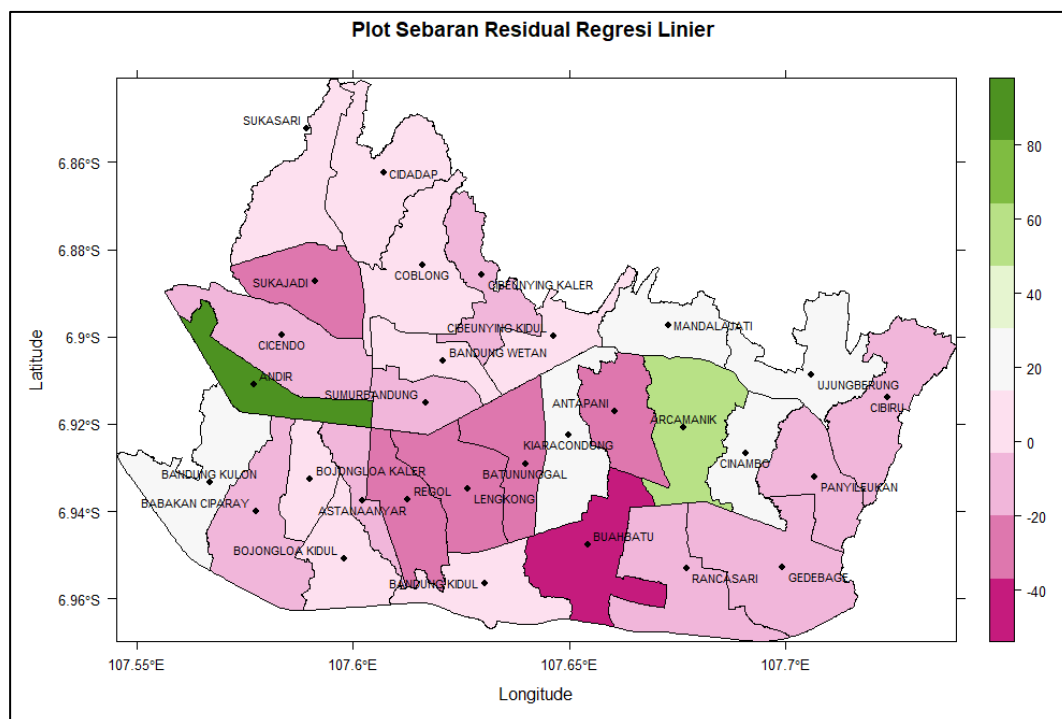 Plot Sebaran Residual Regresi Linier
SUKASARI
CIDADAP
COBLONG
CIBEUNYING KALER
SUKAJADI
CIBEUNYING KIDUL
MANDALAJATI
CICENDO
BANDUNG WETAN
ANDIR
UJUNGBERUNG
SUMURBANDUNG
CIBIRU
ANTAPANI
ARCAMANIK
KIARACONDONG
CINAMBO
BANDUNG KULON
BOJONGLOA KALER
BATUNUNGGAL
PANYILEUKAN
BABAKAN CIPARAY
REGOL
LENGKONG
ASTANAANYAR
BUAHBATU
BOJONGLOA KIDUL
BANDUNG KIDUL
RANCASARI
GEDEBAGE
Latitude
6.86°S
6.88°S
6.9°S
6.92°S
6.94°S
6.96°S
107.55°E
107.6°E
107.65°E
107.7°E
Longitude
80
60
40
20
0
-20
-40